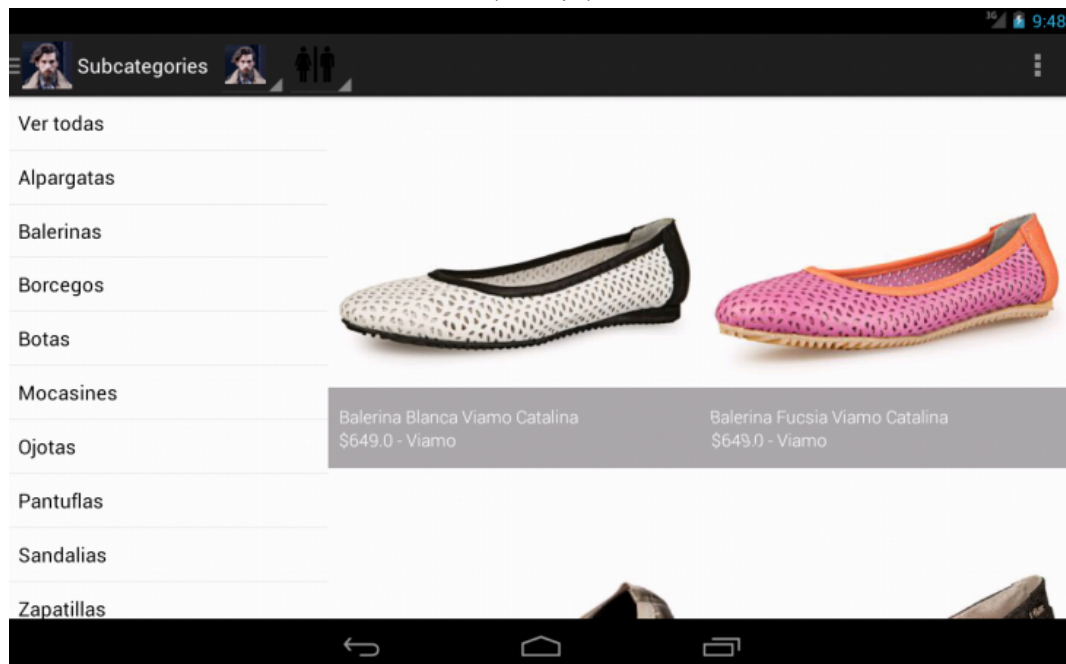 3G 9:48
Subcategories
Ver todas
Alpargatas
Balerinas
Borcegos
Botas
Mocasines
Ojotas
Pantuflas
Sandalias
Zapatillas
Balerina Blanca Viamo Catalina
$649.0 - Viamo
Balerina Fucsia Viamo Catalina
$649.0 - Viamo